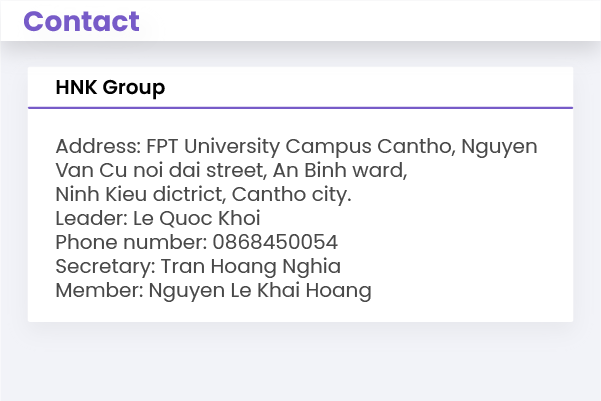 Contact
HNK Group
Address: FPT University Campus Cantho, Nguyen
Van Cu noi dai street, An Binh ward,
Ninh Kieu dictrict, Cantho city.
Leader: Le Quoc Khoi
Phone number: 0868450054
Secretary: Tran Hoang Nghia
Member: Nguyen Le Khai Hoang